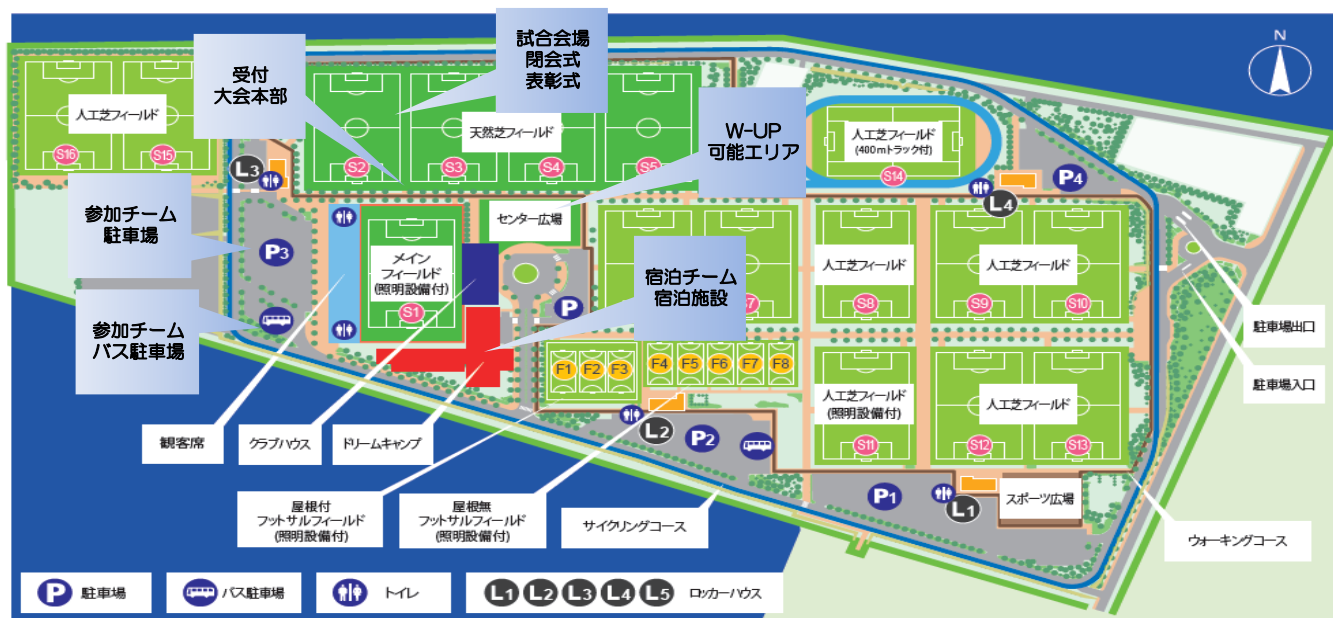 試合会場
閉会式
表彰式
受付
大会本部
N
人工芝フィールド
天然芝フィールド
W-UP
可能エリア
人工芝フィールド
(400mトラック付)
S16
S15
S2
S3
S4
S5
S14
L3
P4
L4
参加チーム
駐車場
センター広場
P3
メイン
フィールド
(照明設備付)
S1
宿泊チーム
宿泊施設
P
S7
人工芝フィールド
S8
人工芝フィールド
S9
S10
参加チーム
バス駐車場
駐車場出口
駐車場入口
F1
F2
F3
F4
F5
F6
F7
F8
人工芝フィールド
(照明設備付)
S11
人工芝フィールド
S12
S13
L2
P2
観客席
クラブハウス
ドリームキャンプ
P1
L1
スポーツ広場
屋根付
フットサルフィールド
(照明設備付)
屋根無
フットサルフィールド
(照明設備付)
サイクリングコース
ウォーキングコース
P 駐車場
バス駐車場
トイレ
L1 L2 L3 L4 L5 ロッカーハウス